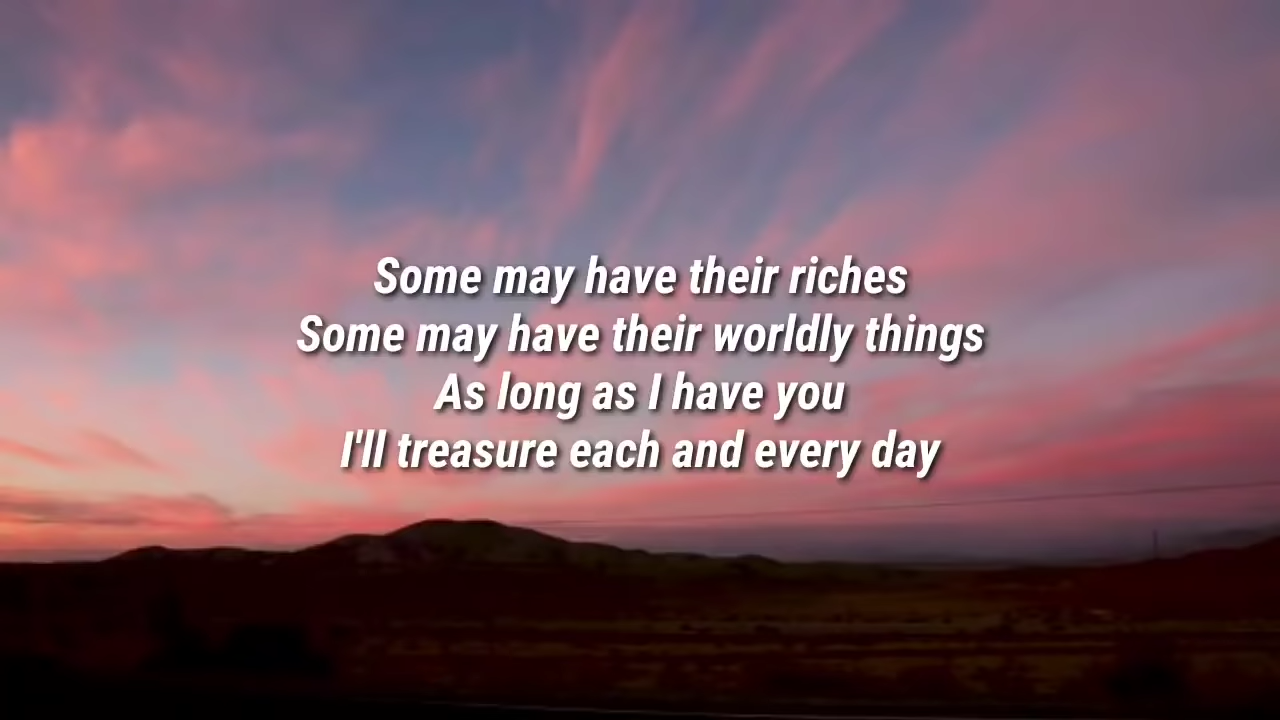 Some may have their riches
Some may have their worldly things
As long as I have you
I'll treasure each and every day